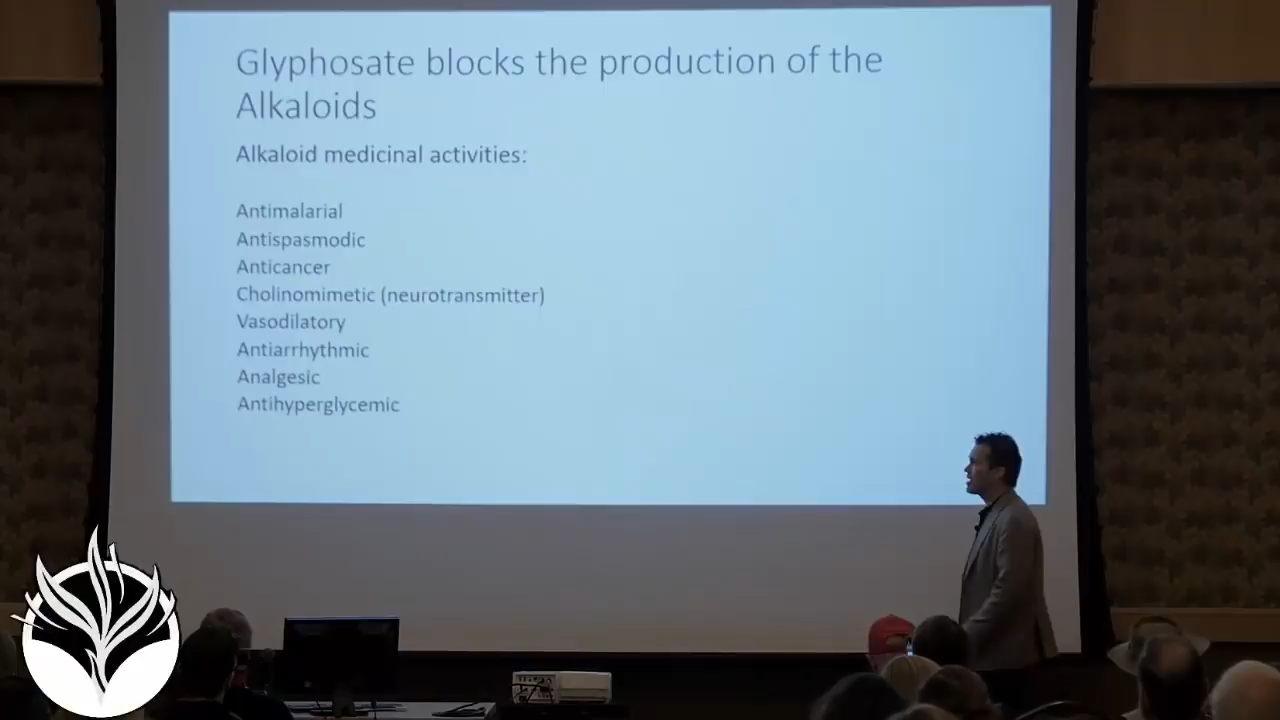 Glyphosate blocks the production of the
Alkaloids
Alkaloid medicinal activities:
Antimalarial
Antispasmodic
Anticancer
Cholinomimetic (neurotransmitter)
Vasodilatory
Antiarrhythmic
Analgesic
Antihyperglycemic